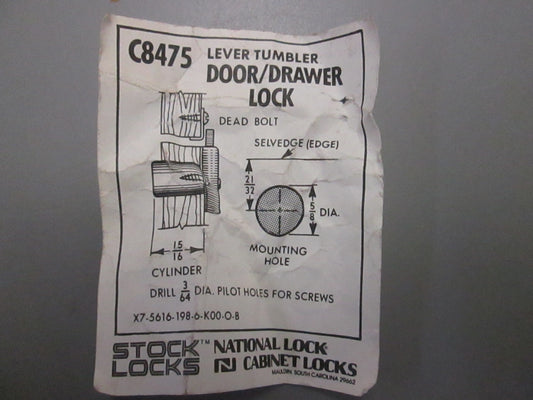 C8475 LEVER TUMBLER
DOOR/DRAWER
LOCK
DEAD BOLT
SELVEDGE (EDGE)
21/32
5/8 DIA.
15/16
MOUNTING
HOLE
CYLINDER
DRILL 3/64 DIA. PILOT HOLES FOR SCREWS
X7-5616-198-6-K00-O-B
STOCK™ NATIONAL LOCK®
LOCKS CABINET LOCKS
MAULDIN, SOUTH CAROLINA 29662